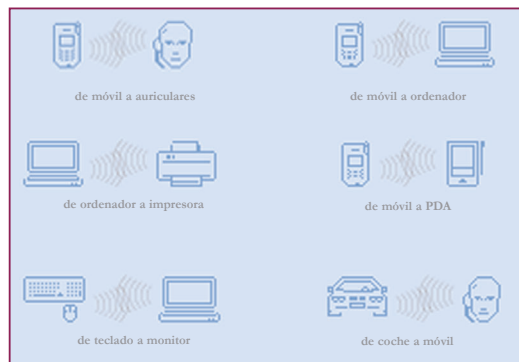 de móvil a auriculares
de móvil a ordenador
de ordenador a impresora
de móvil a PDA
de teclado a monitor
de coche a móvil